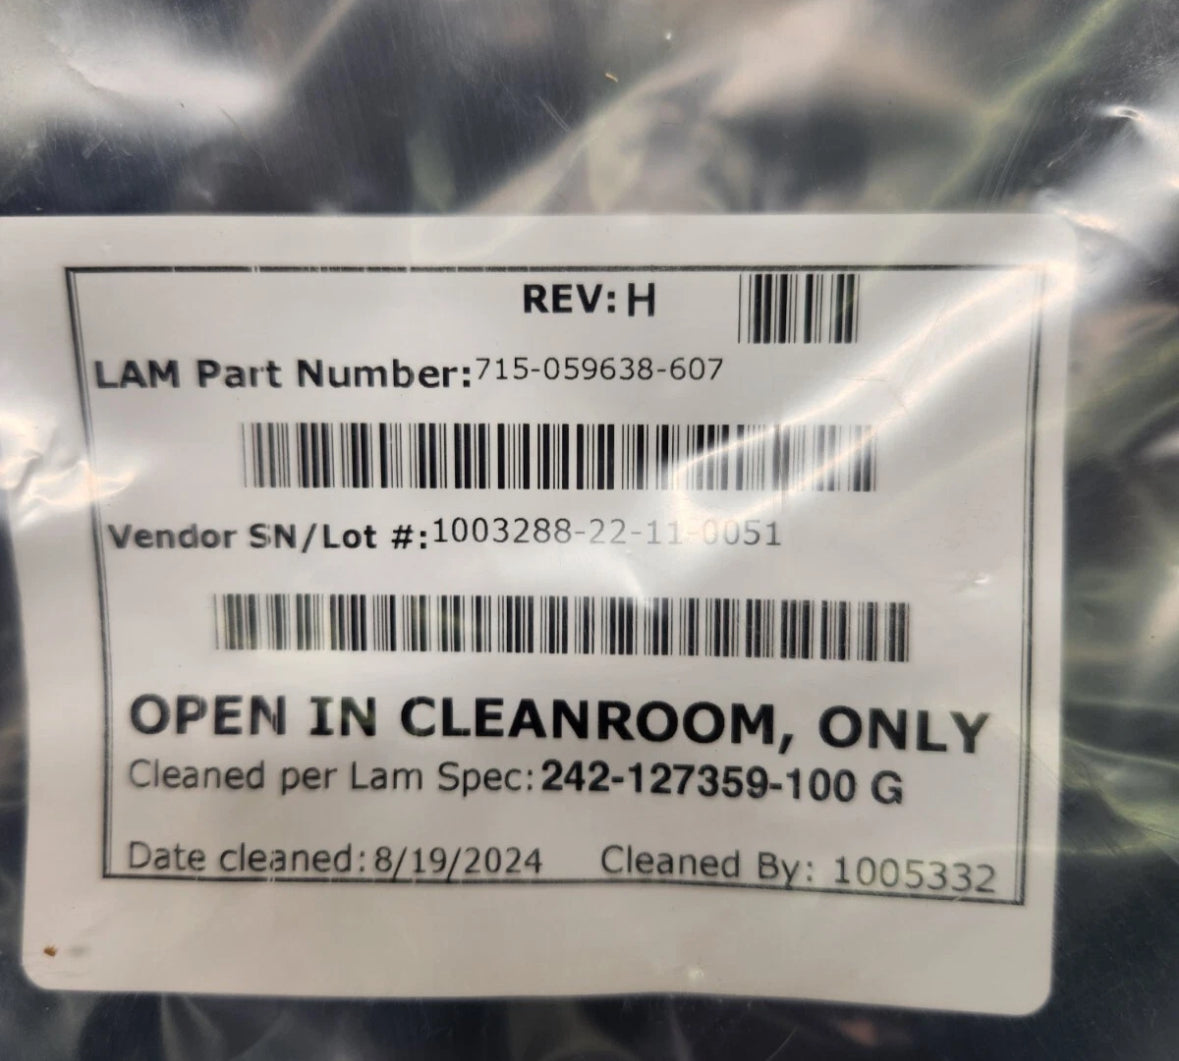 REV: H
LAM Part Number:715-059638-607
Vendor SN/Lot #:1003288-22-11-0051
OPEN IN CLEANROOM, ONLY
Cleaned per Lam Spec:242-127359-100 G
Date cleaned:8/19/2024 Cleaned By: 1005332